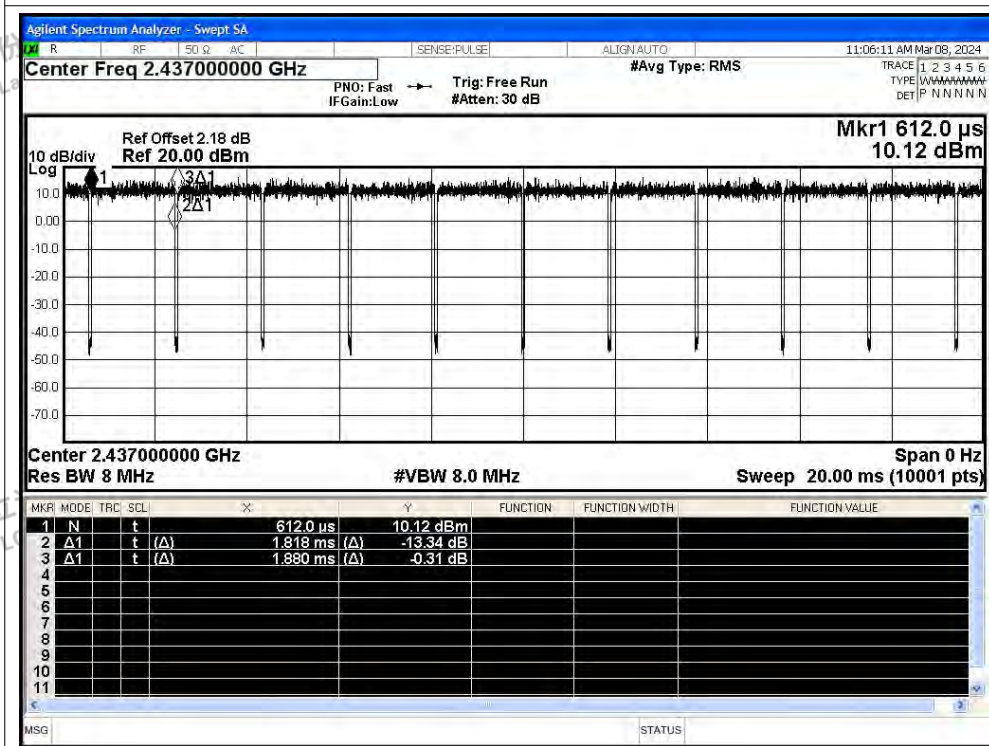 Agilent Spectrum Analyzer - Swept SA
R RF 50 Ω AC SENSE:PULSE ALIGN AUTO 11:06:11 AM Mar 08, 2024
Center Freq 2.437000000 GHz
#Avg Type: RMS
TRACE 1 2 3 4 5 6
PNO: Fast Trig: Free Run
TYPE WWWWWW
IFGain:Low #Atten: 30 dB
DET P N N N N N
Mkr1 612.0 µs
Ref Offset 2.18 dB
10 dB/div Ref 20.00 dBm
10.12 dBm
Log
1
3Δ1
2Δ1
10.0
0.00
-10.0
-20.0
-30.0
-40.0
-50.0
-60.0
-70.0
Center 2.437000000 GHz Span 0 Hz
Res BW 8 MHz #VBW 8.0 MHz Sweep 20.00 ms (10001 pts)
MKR MODE TRC SCL X Y FUNCTION FUNCTION WIDTH FUNCTION VALUE
1 N t 612.0 µs 10.12 dBm
2 Δ1 t (Δ) 1.818 ms (Δ) -13.34 dB
3 Δ1 t (Δ) 1.880 ms (Δ) -0.31 dB
4
5
6
7
8
9
10
11
MSG STATUS